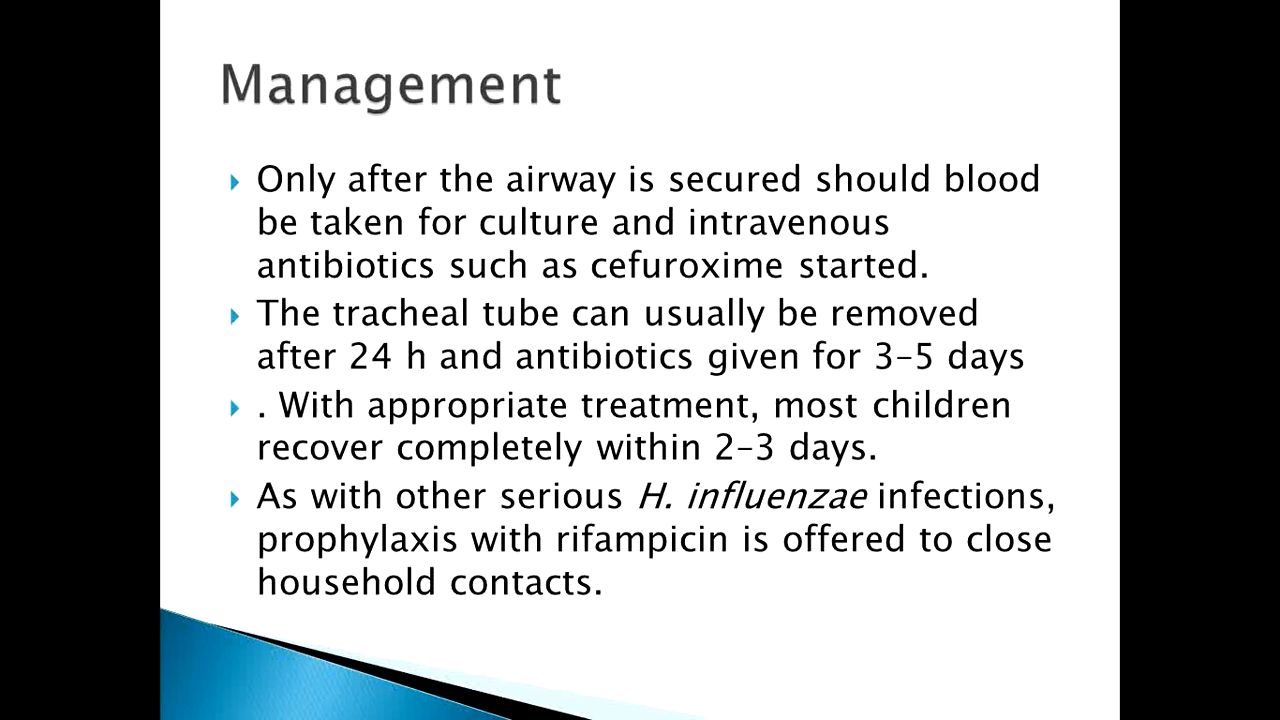 Management
Only after the airway is secured should blood
be taken for culture and intravenous
antibiotics such as cefuroxime started.
The tracheal tube can usually be removed
after 24 h and antibiotics given for 3–5 days
. With appropriate treatment, most children
recover completely within 2–3 days.
As with other serious H. influenzae infections,
prophylaxis with rifampicin is offered to close
household contacts.